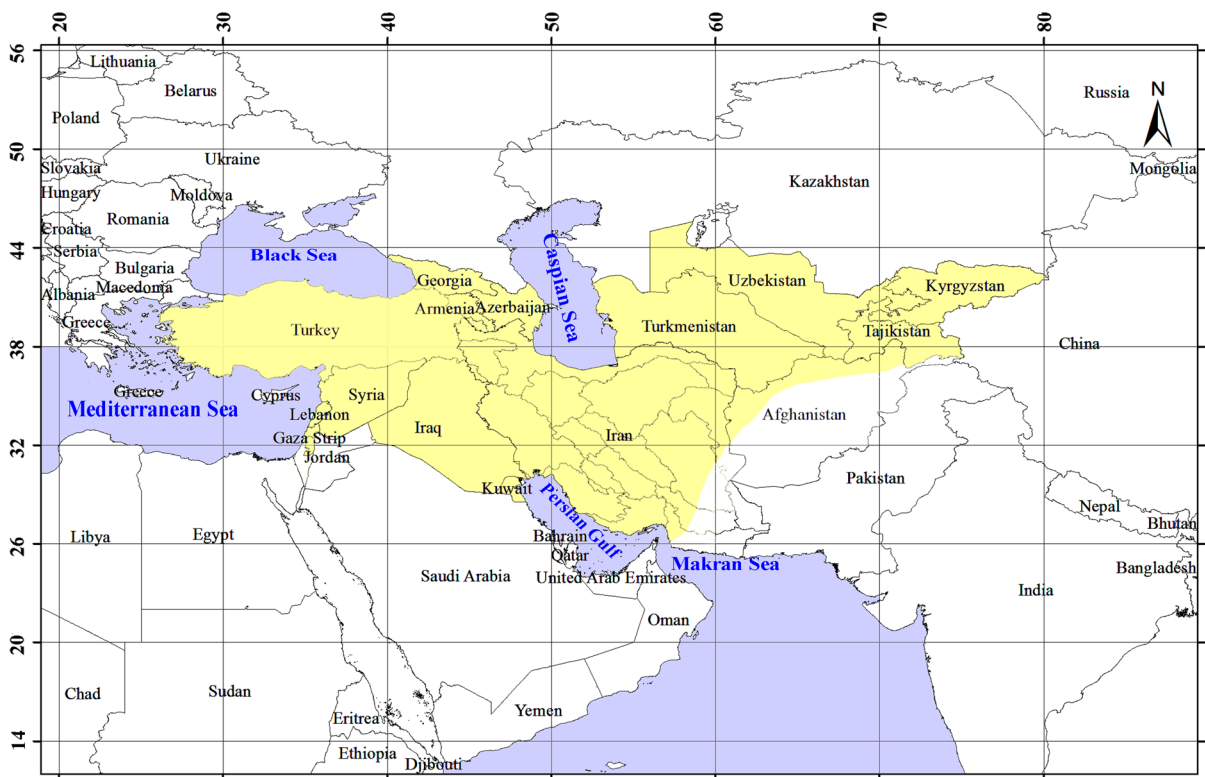 20 30 40 50 60 70 80
56
Lithuania
Russia
N
Belarus
Poland
50
Ukraine
Slovakia
Mongolia
Kazakhstan
Hungary
Moldova
Romania
Croatia
44
Serbia
Black Sea
Caspian Sea
Bulgaria
Georgia
Uzbekistan
Kyrgyzstan
Macedonia
Albania
Armenia
Azerbaijan
Greece
Turkey
Turkmenistan
Tajikistan
38
China
Greece
Cyprus
Syria
Mediterranean Sea
Lebanon
Afghanistan
Iraq
Iran
32
Gaza Strip
Jordan
Pakistan
Kuwait
Persian Gulf
Nepal
Bhutan
Libya
Egypt
Bahrain
26
Qatar
Makran Sea
Bangladesh
Saudi Arabia
United Arab Emirates
India
Oman
20
Chad
Sudan
Yemen
Eritrea
14
Ethiopia
Djibouti